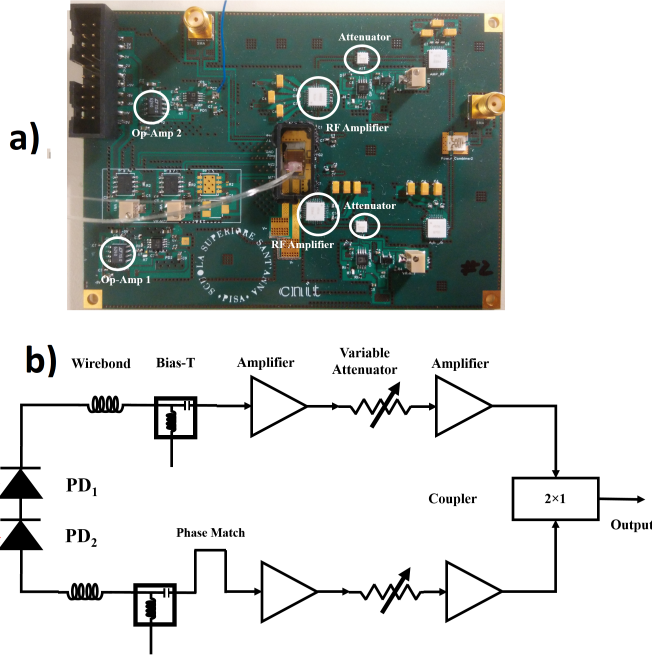 a)
Attenuator
Op-Amp 2
RF Amplifier
Attenuator
RF Amplifier
Op-Amp 1
SCUOLA SUPERIORE SANT'ANNA
·PISA·
cnit
#2
b)
Wirebond
Bias-T
Amplifier
Variable
Attenuator
Amplifier
PD1
PD2
Phase Match
Coupler
2×1
Output